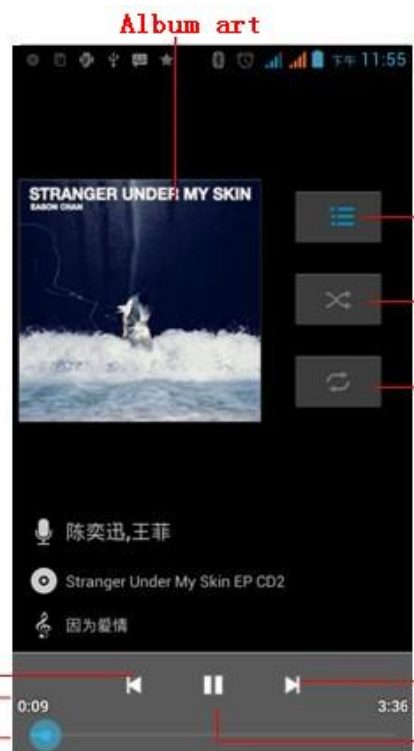 Album art
下午 11:55
STRANGER UNDER MY SKIN
EASON CHAN
陈奕迅,王菲
Stranger Under My Skin EP CD2
因为爱情
0:09
3:36